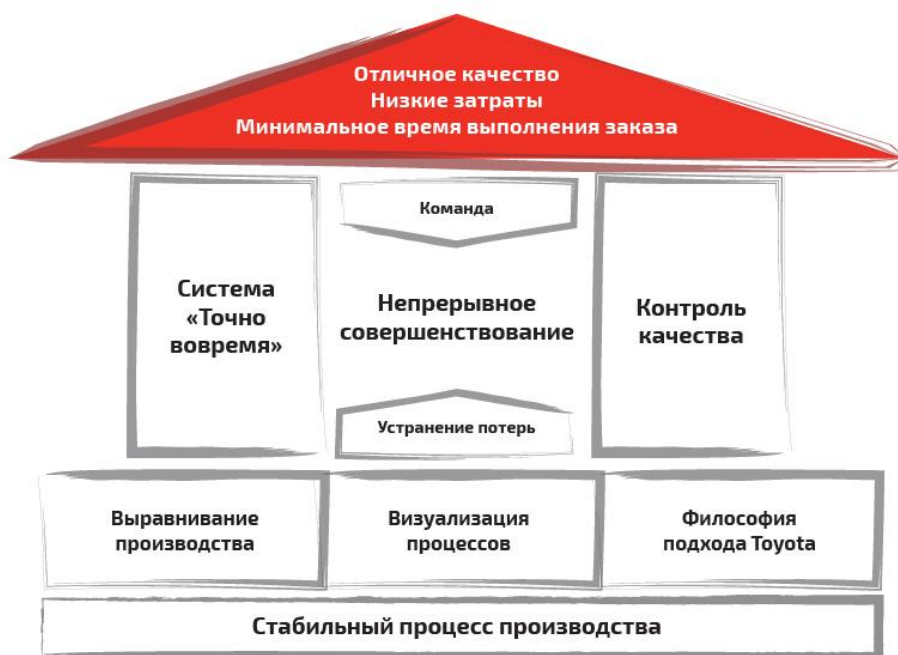 Отличное качество
Низкие затраты
Минимальное время выполнения заказа
Команда
Система
«Точно
вовремя»
Непрерывное
совершенствование
Контроль
качества
Устранение потерь
Выравнивание
производства
Визуализация
процессов
Философия
подхода Toyota
Стабильный процесс производства